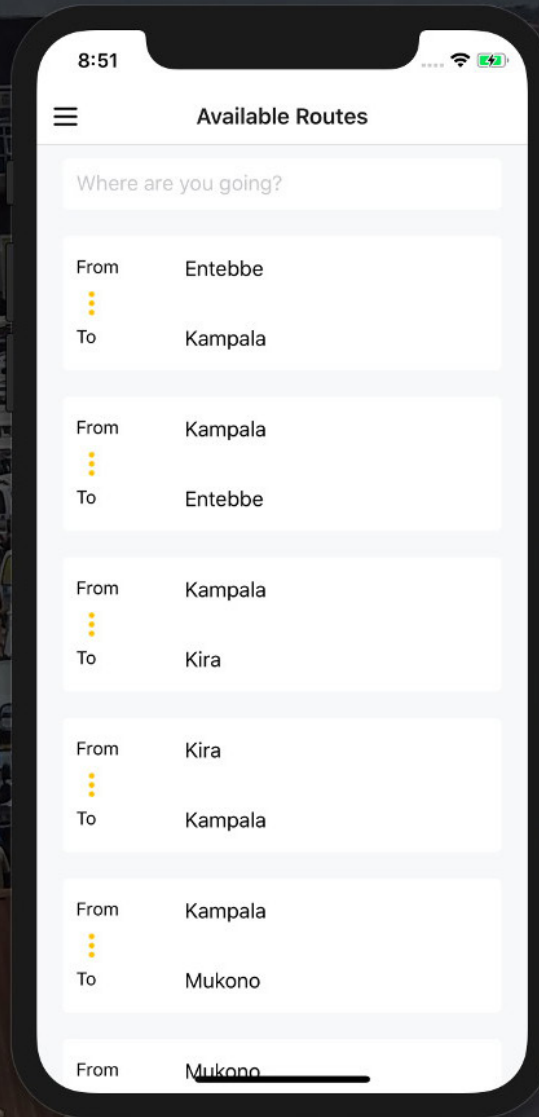 8:51
Available Routes
Where are you going?
From Entebbe
To Kampala
From Kampala
To Entebbe
From Kampala
To Kira
From Kira
To Kampala
From Kampala
To Mukono
From Mukono